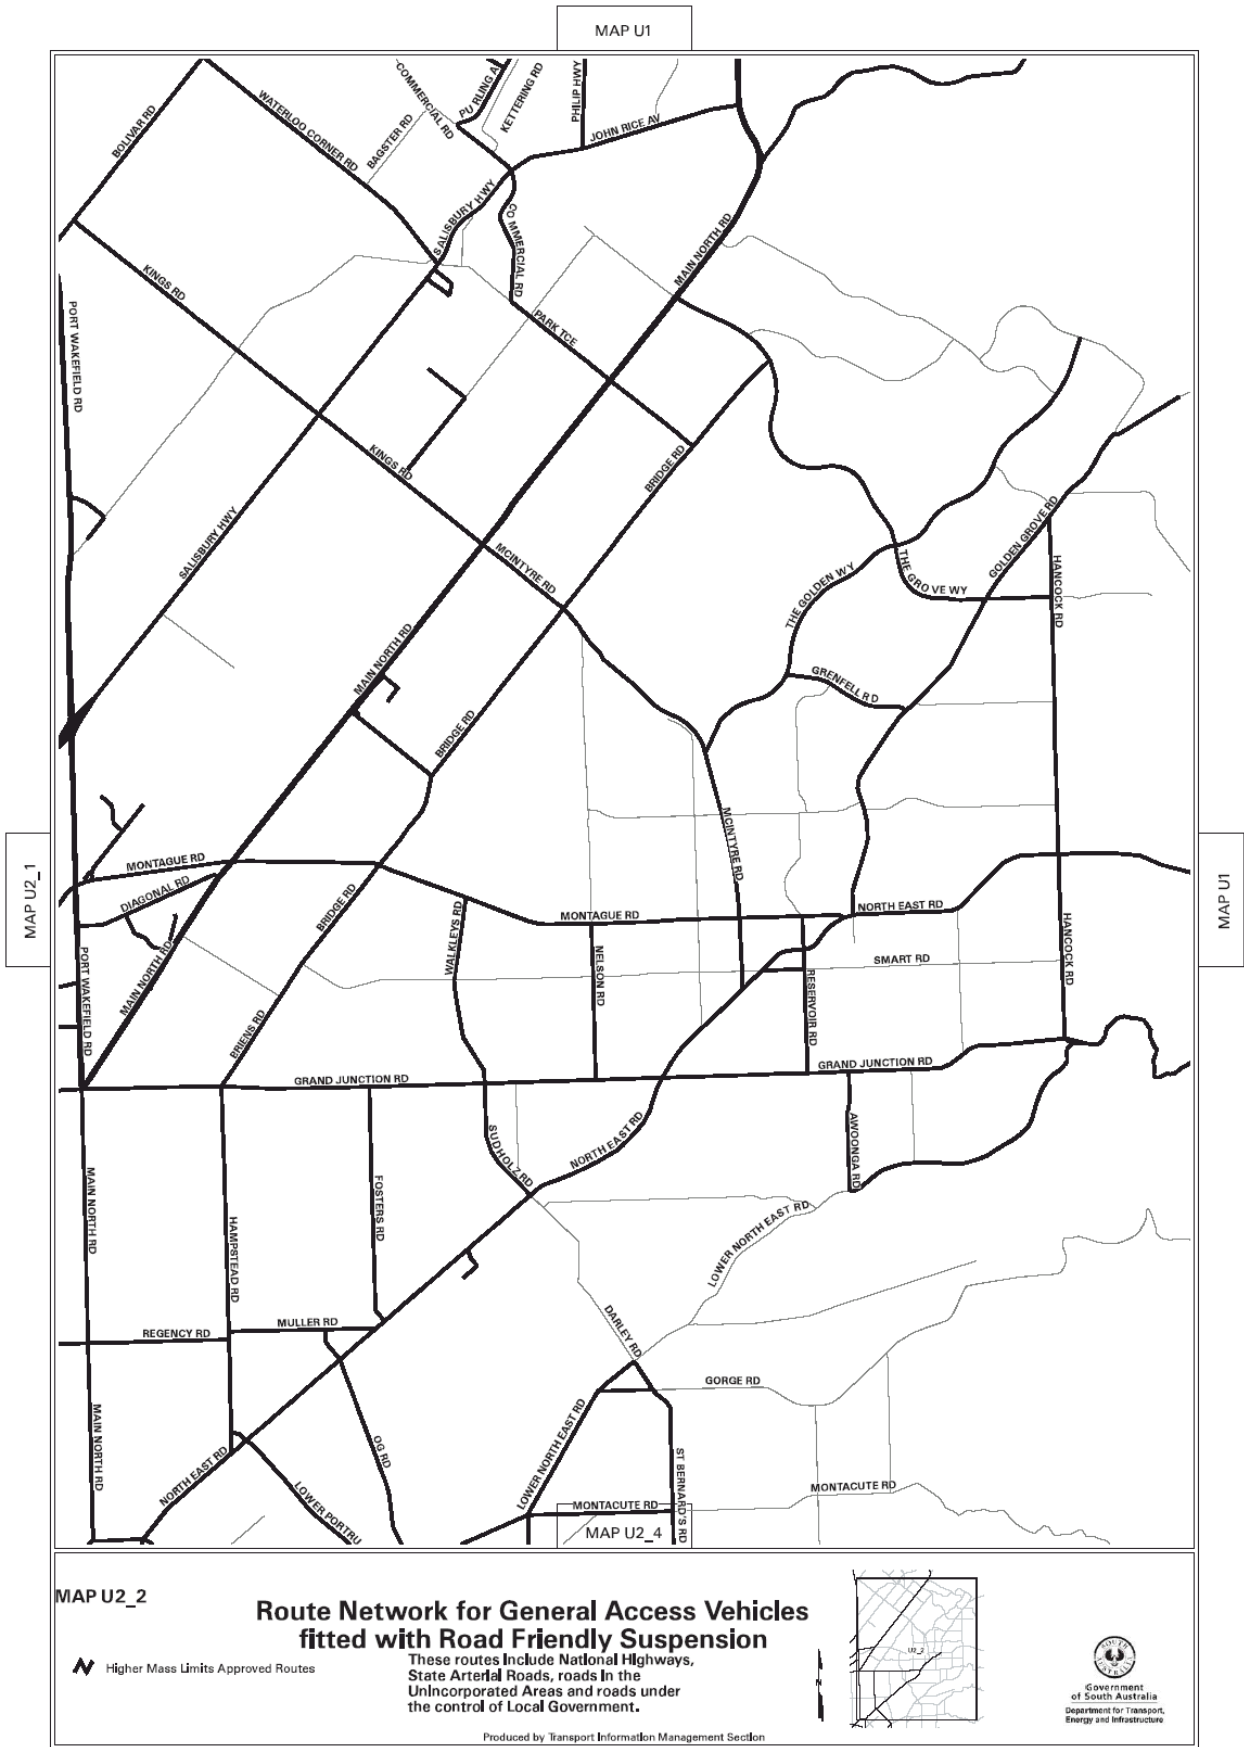 MAP U1
BOLIVAR RD
WATERLOO CORNER RD
BAGSTER RD
COMMERCIAL RD
PURLING A
KETTERING RD
PHILIP HWY
JOHN RICE AV
SALISBURY HWY
COMMERCIAL RD
MAIN NORTH RD
KINGS RD
PORT WAKEFIELD RD
PARK TCE
KINGS RD
BRIDGE RD
SALISBURY HWY
MCINTYRE RD
GOLDEN GROVE RD
THE GOLDEN WY
THE GROVE WY
HANCOCK RD
MAIN NORTH RD
GRENFELL RD
BRIDGE RD
MCINTYRE RD
MAP U2_1
MAP U1
MONTAGUE RD
DIAGONAL RD
BRIDGE RD
WALKLEYS RD
MONTAGUE RD
NORTH EAST RD
HANCOCK RD
PORT WAKEFIELD RD
MAIN NORTH RD
NELSON RD
SMART RD
RESERVOIR RD
BRIENS RD
GRAND JUNCTION RD
GRAND JUNCTION RD
SUDHOLZ RD
NORTH EAST RD
AWOONGA RD
MAIN NORTH RD
FOSTERS RD
HAMPSTEAD RD
LOWER NORTH EAST RD
DARLEY RD
REGENCY RD
MULLER RD
GORGE RD
MAIN NORTH RD
OG RD
LOWER NORTH EAST RD
NORTH EAST RD
LOWER PORTRU
ST BERNARD'S RD
MONTACUTE RD
MONTACUTE RD
MAP U2_4
MAP U2_2
Route Network for General Access Vehicles
fitted with Road Friendly Suspension
These routes include National Highways,
State Arterial Roads, roads in the
Unincorporated Areas and roads under
the control of Local Government.
Higher Mass Limits Approved Routes
Produced by Transport Information Management Section
N
U2_2
SOUTH
AUSTRALIA
Government
of South Australia
Department for Transport,
Energy and Infrastructure